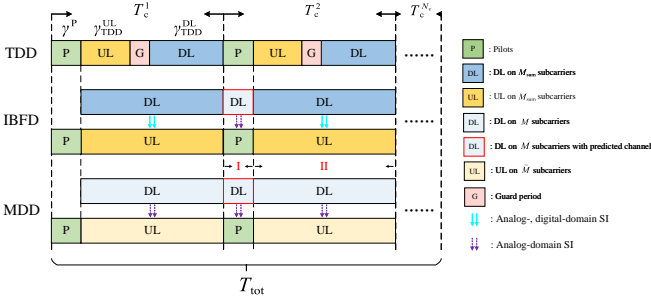 γ^P γ_TDD^UL T_c^1 γ_TDD^DL T_c^2 T_c^{N_t}
TDD P UL G DL P UL G DL ......
DL DL DL
IBFD ......
P UL P UL
I II
DL DL DL
MDD ......
P UL P UL
T_tot
P : Pilots
DL : DL on M_sum subcarriers
UL : UL on M_sum subcarriers
DL : DL on M subcarriers
DL : DL on M subcarriers with predicted channel
UL : UL on M̄ subcarriers
G : Guard period
: Analog-, digital-domain SI
: Analog-domain SI